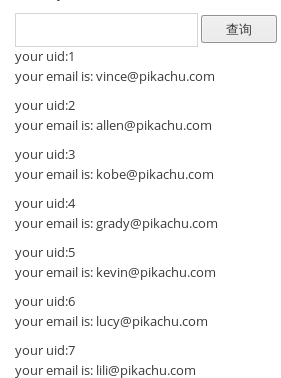 查询
your uid:1
your email is: vince@pikachu.com
your uid:2
your email is: allen@pikachu.com
your uid:3
your email is: kobe@pikachu.com
your uid:4
your email is: grady@pikachu.com
your uid:5
your email is: kevin@pikachu.com
your uid:6
your email is: lucy@pikachu.com
your uid:7
your email is: lili@pikachu.com